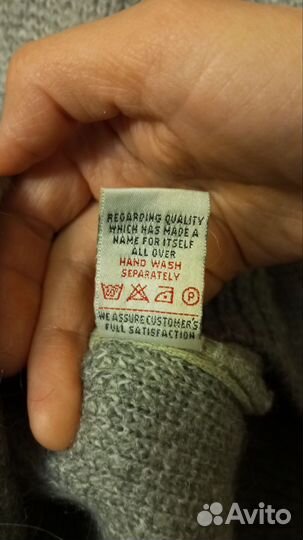 REGARDING QUALITY
WHICH HAS MADE A
NAME FOR ITSELF
ALL OVER
HAND WASH
SEPARATELY
P
WE ASSURE CUSTOMER'S
FULL SATISFACTION
Avito